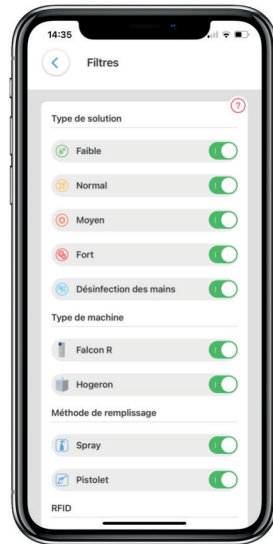 14:35
Filtres
?
Type de solution
Faible
Normal
Moyen
Fort
Désinfection des mains
Type de machine
Falcon R
Hogeron
Méthode de remplissage
Spray
Pistolet
RFID